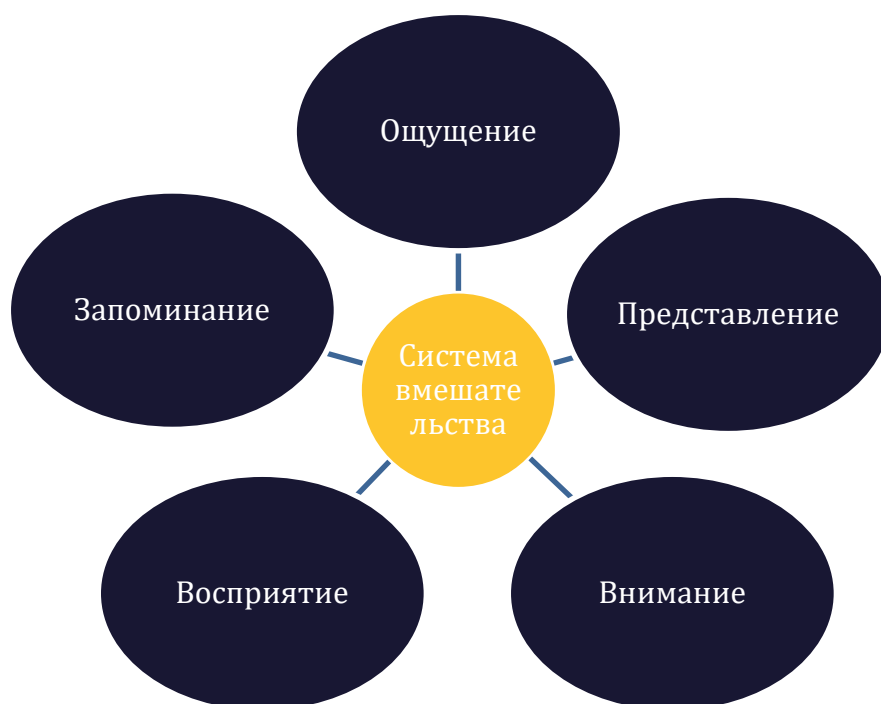 Ощущение
Запоминание
Представление
Система
вмешате
льства
Восприятие
Внимание